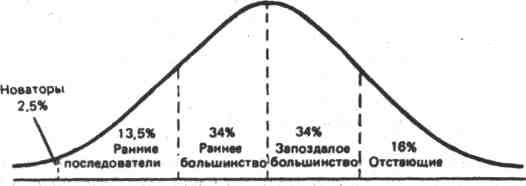 Новаторы
2,5%
13,5%
Ранние
последователи
34%
Раннее
большинство
34%
Запоздалое
большинство
16%
Отстающие